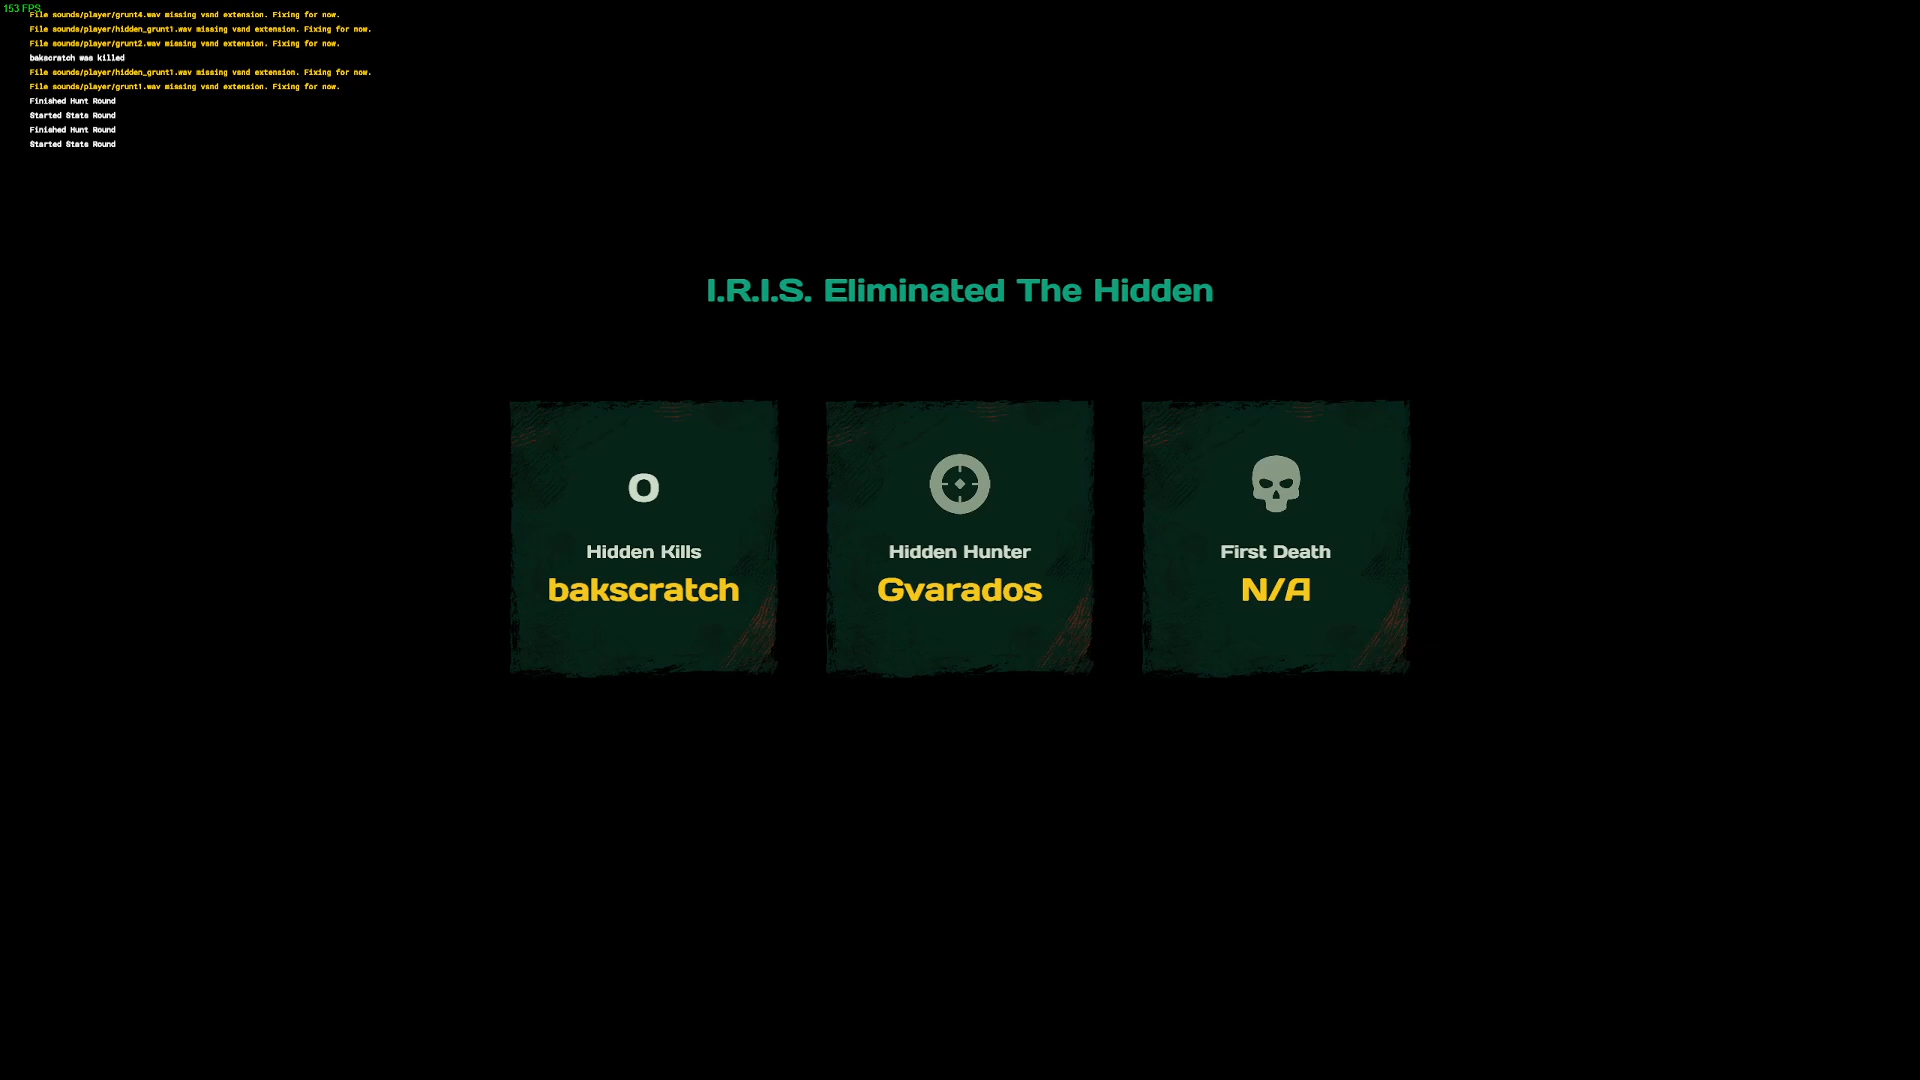 153 FPS
File sounds/player/grunt4.wav missing vsnd extension. Fixing for now.
File sounds/player/hidden_grunt1.wav missing vsnd extension. Fixing for now.
File sounds/player/grunt2.wav missing vsnd extension. Fixing for now.
bakscratch was killed
File sounds/player/hidden_grunt1.wav missing vsnd extension. Fixing for now.
File sounds/player/grunt1.wav missing vsnd extension. Fixing for now.
Finished Hunt Round
Started Stats Round
Finished Hunt Round
Started Stats Round
I.R.I.S. Eliminated The Hidden
0
Hidden Kills
bakscratch
Hidden Hunter
Gvarados
First Death
N/A